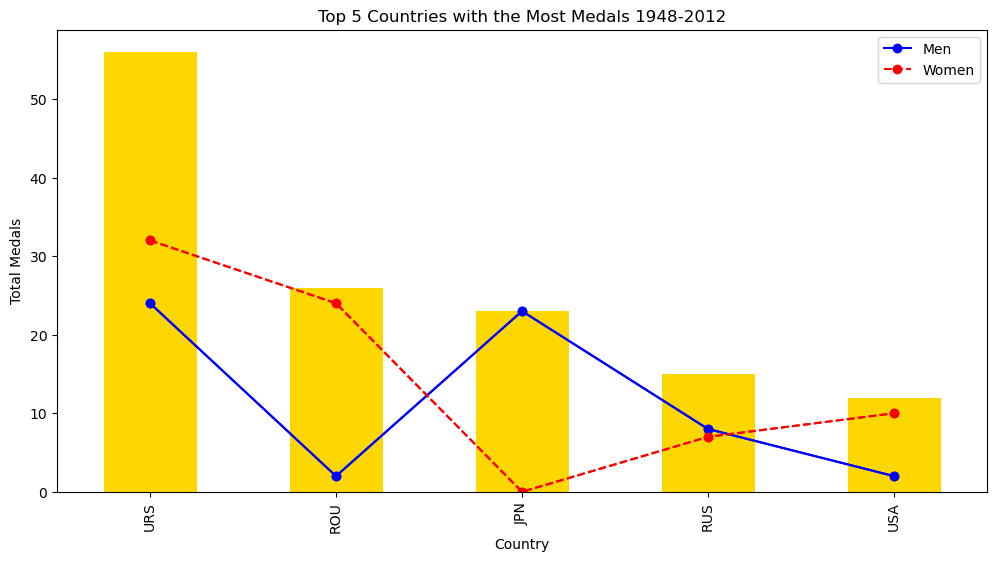 Top 5 Countries with the Most Medals 1948-2012
Men
Women
Total Medals
50
40
30
20
10
0
URS
ROU
JPN
RUS
USA
Country